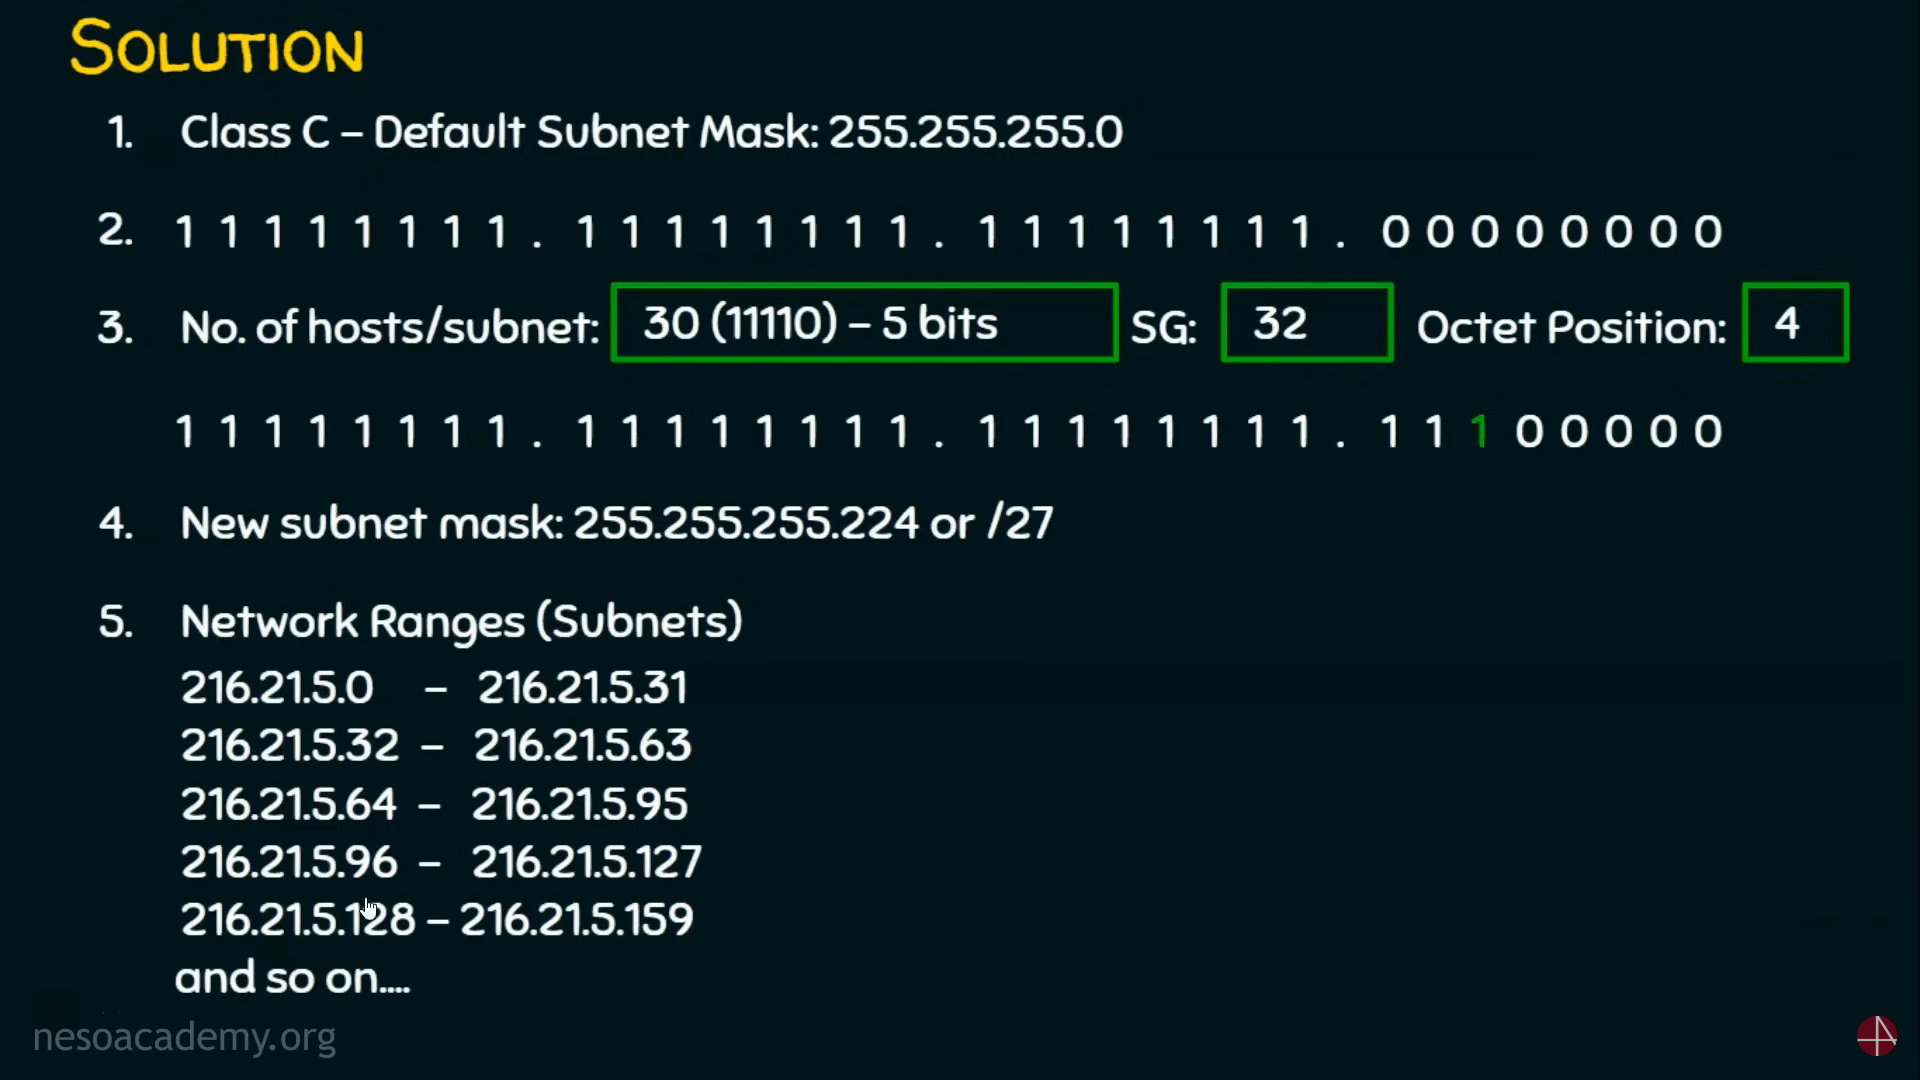 SOLUTION
1. Class C – Default Subnet Mask: 255.255.255.0
2. 1 1 1 1 1 1 1 1 . 1 1 1 1 1 1 1 1 . 1 1 1 1 1 1 1 1 . 0 0 0 0 0 0 0 0
3. No. of hosts/subnet: 30 (11110) – 5 bits SG: 32 Octet Position: 4
1 1 1 1 1 1 1 1 . 1 1 1 1 1 1 1 1 . 1 1 1 1 1 1 1 1 . 1 1 1 0 0 0 0 0
4. New subnet mask: 255.255.255.224 or /27
5. Network Ranges (Subnets)
216.21.5.0 – 216.21.5.31
216.21.5.32 – 216.21.5.63
216.21.5.64 – 216.21.5.95
216.21.5.96 – 216.21.5.127
216.21.5.128 – 216.21.5.159
and so on....
nesoacademy.org